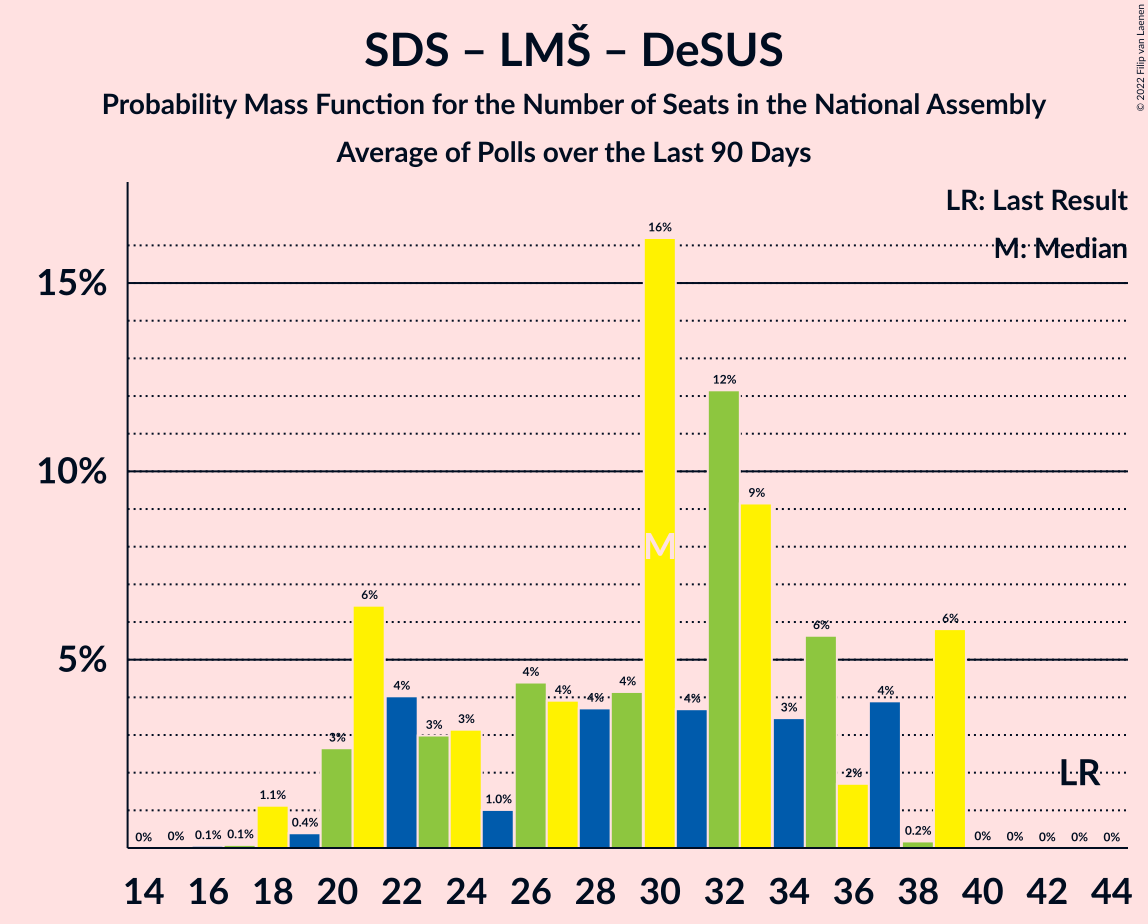 SDS – LMŠ – DeSUS
Probability Mass Function for the Number of Seats in the National Assembly
Average of Polls over the Last 90 Days
© 2022 Filip van Laenen
LR: Last Result
M: Median
15%
10%
5%
0% 0% 0.1% 0.1% 1.1% 0.4% 3% 6% 4% 3% 3% 1.0% 4% 4% 4% 4% 16% 4% 12% 9% 3% 6% 2% 4% 0.2% 6% 0% 0% 0% 0% 0%
M
LR
14 16 18 20 22 24 26 28 30 32 34 36 38 40 42 44